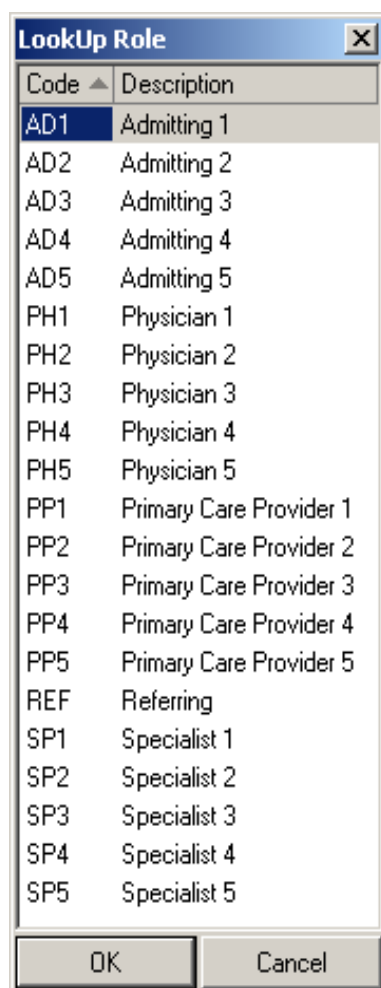 LookUp Role
Code Description
AD1 Admitting 1
AD2 Admitting 2
AD3 Admitting 3
AD4 Admitting 4
AD5 Admitting 5
PH1 Physician 1
PH2 Physician 2
PH3 Physician 3
PH4 Physician 4
PH5 Physician 5
PP1 Primary Care Provider 1
PP2 Primary Care Provider 2
PP3 Primary Care Provider 3
PP4 Primary Care Provider 4
PP5 Primary Care Provider 5
REF Referring
SP1 Specialist 1
SP2 Specialist 2
SP3 Specialist 3
SP4 Specialist 4
SP5 Specialist 5
OK Cancel